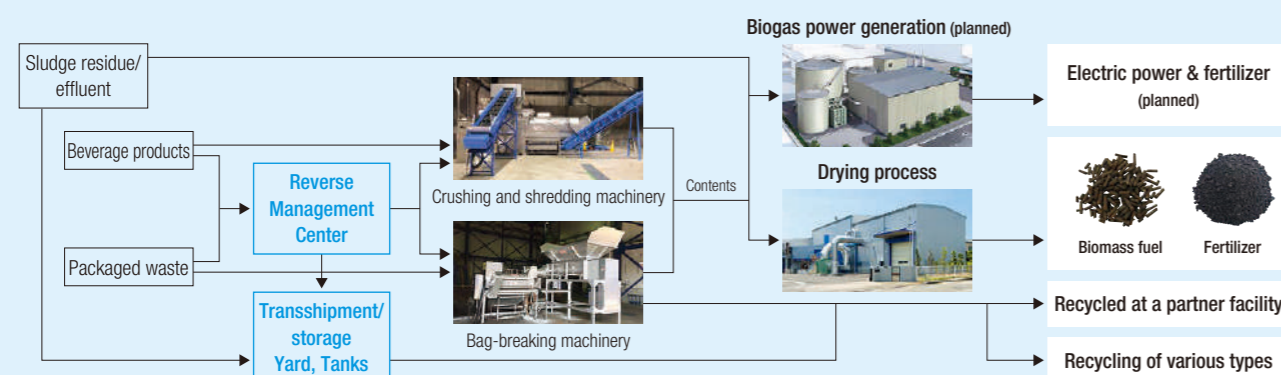 Biogas power generation (planned)
Sludge residue/
effluent
Electric power & fertilizer
(planned)
Beverage products
Drying process
Reverse
Management
Center
Crushing and shredding machinery
Contents
Packaged waste
Biomass fuel
Fertilizer
Transshipment/
storage
Yard, Tanks
Bag-breaking machinery
Recycled at a partner facility
Recycling of various types